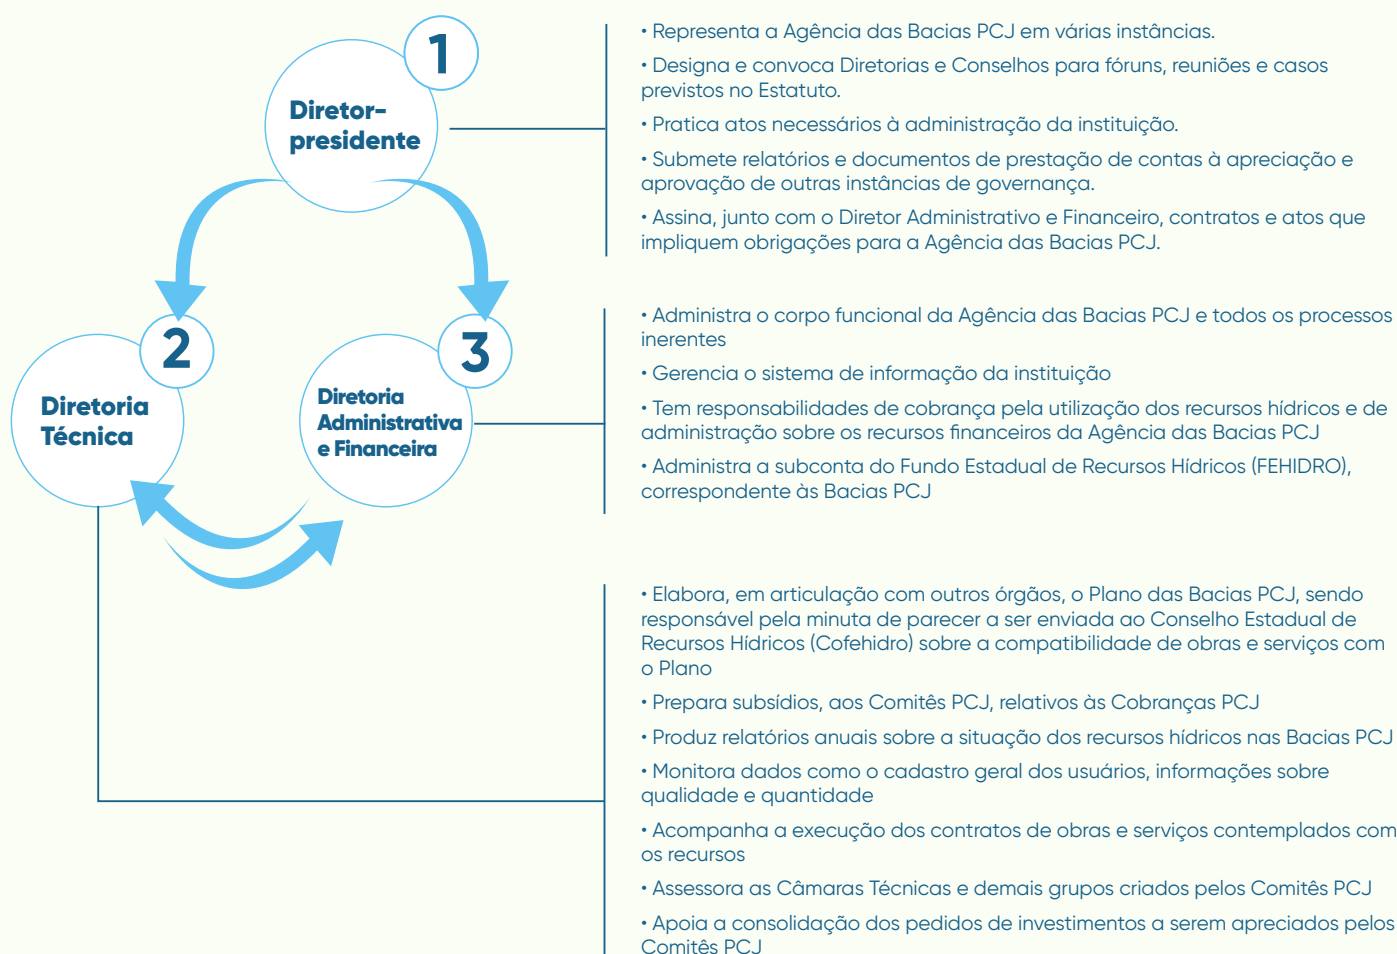 1
Diretor-
presidente
• Representa a Agência das Bacias PCJ em várias instâncias.
• Designa e convoca Diretorias e Conselhos para fóruns, reuniões e casos
previstos no Estatuto.
• Pratica atos necessários à administração da instituição.
• Submete relatórios e documentos de prestação de contas à apreciação e
aprovação de outras instâncias de governança.
• Assina, junto com o Diretor Administrativo e Financeiro, contratos e atos que
impliquem obrigações para a Agência das Bacias PCJ.
2
Diretoria
Técnica
3
Diretoria
Administrativa
e Financeira
• Administra o corpo funcional da Agência das Bacias PCJ e todos os processos
inerentes
• Gerencia o sistema de informação da instituição
• Tem responsabilidades de cobrança pela utilização dos recursos hídricos e de
administração sobre os recursos financeiros da Agência das Bacias PCJ
• Administra a subconta do Fundo Estadual de Recursos Hídricos (FEHIDRO),
correspondente às Bacias PCJ
• Elabora, em articulação com outros órgãos, o Plano das Bacias PCJ, sendo
responsável pela minuta de parecer a ser enviada ao Conselho Estadual de
Recursos Hídricos (Cofehidro) sobre a compatibilidade de obras e serviços com
o Plano
• Prepara subsídios, aos Comitês PCJ, relativos às Cobranças PCJ
• Produz relatórios anuais sobre a situação dos recursos hídricos nas Bacias PCJ
• Monitora dados como o cadastro geral dos usuários, informações sobre
qualidade e quantidade
• Acompanha a execução dos contratos de obras e serviços contemplados com
os recursos
• Assessora as Câmaras Técnicas e demais grupos criados pelos Comitês PCJ
• Apoia a consolidação dos pedidos de investimentos a serem apreciados pelos
Comitês PCJ